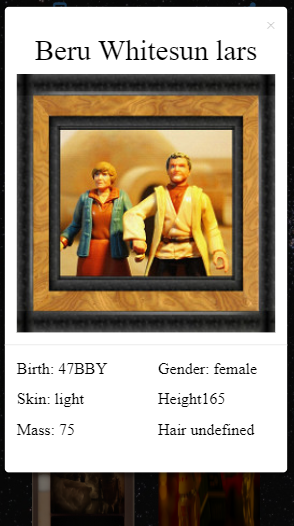 ×
Beru Whitesun lars
Birth: 47BBY
Gender: female
Skin: light
Height165
Mass: 75
Hair undefined